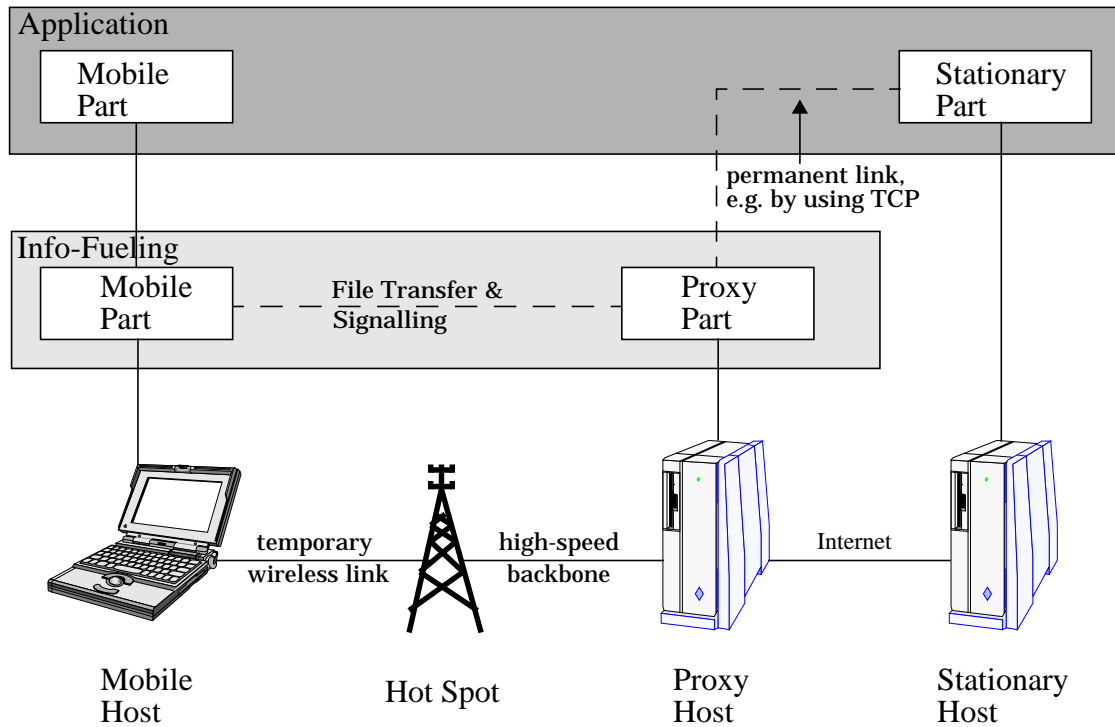 Application
Mobile
Part
Stationary
Part
permanent link,
e.g. by using TCP
Info-Fueling
Mobile
Part
File Transfer &
Signalling
Proxy
Part
temporary
wireless link
high-speed
backbone
Internet
Mobile
Host
Hot Spot
Proxy
Host
Stationary
Host